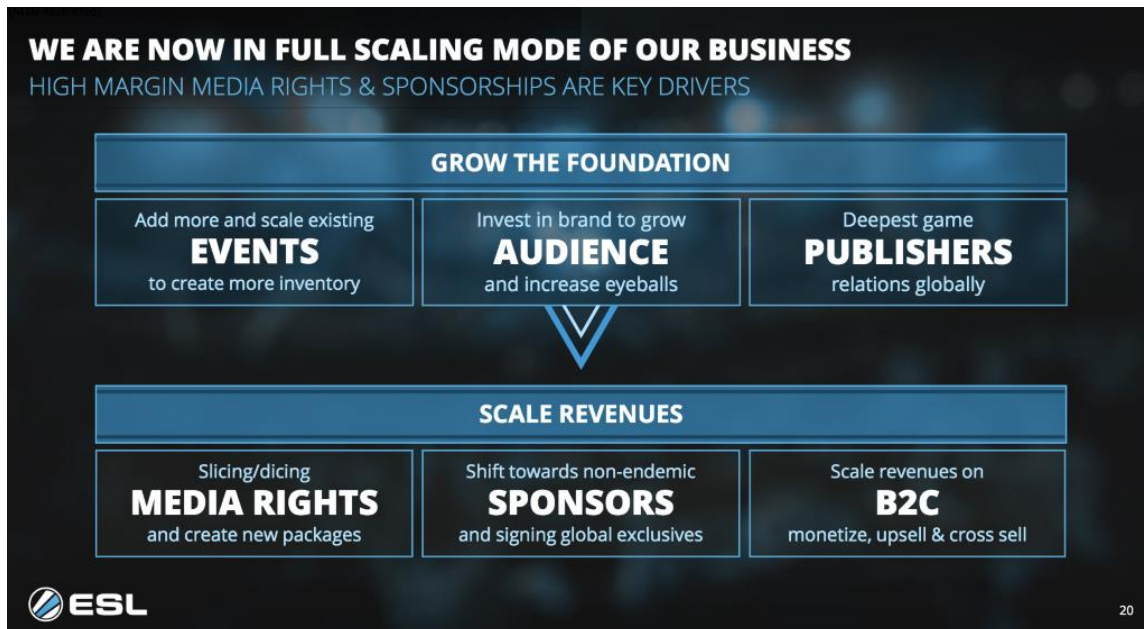 WE ARE NOW IN FULL SCALING MODE OF OUR BUSINESS
HIGH MARGIN MEDIA RIGHTS & SPONSORSHIPS ARE KEY DRIVERS
GROW THE FOUNDATION
Add more and scale existing
EVENTS
to create more inventory
Invest in brand to grow
AUDIENCE
and increase eyeballs
Deepest game
PUBLISHERS
relations globally
SCALE REVENUES
Slicing/dicing
MEDIA RIGHTS
and create new packages
Shift towards non-endemic
SPONSORS
and signing global exclusives
Scale revenues on
B2C
monetize, upsell & cross sell
ESL
20